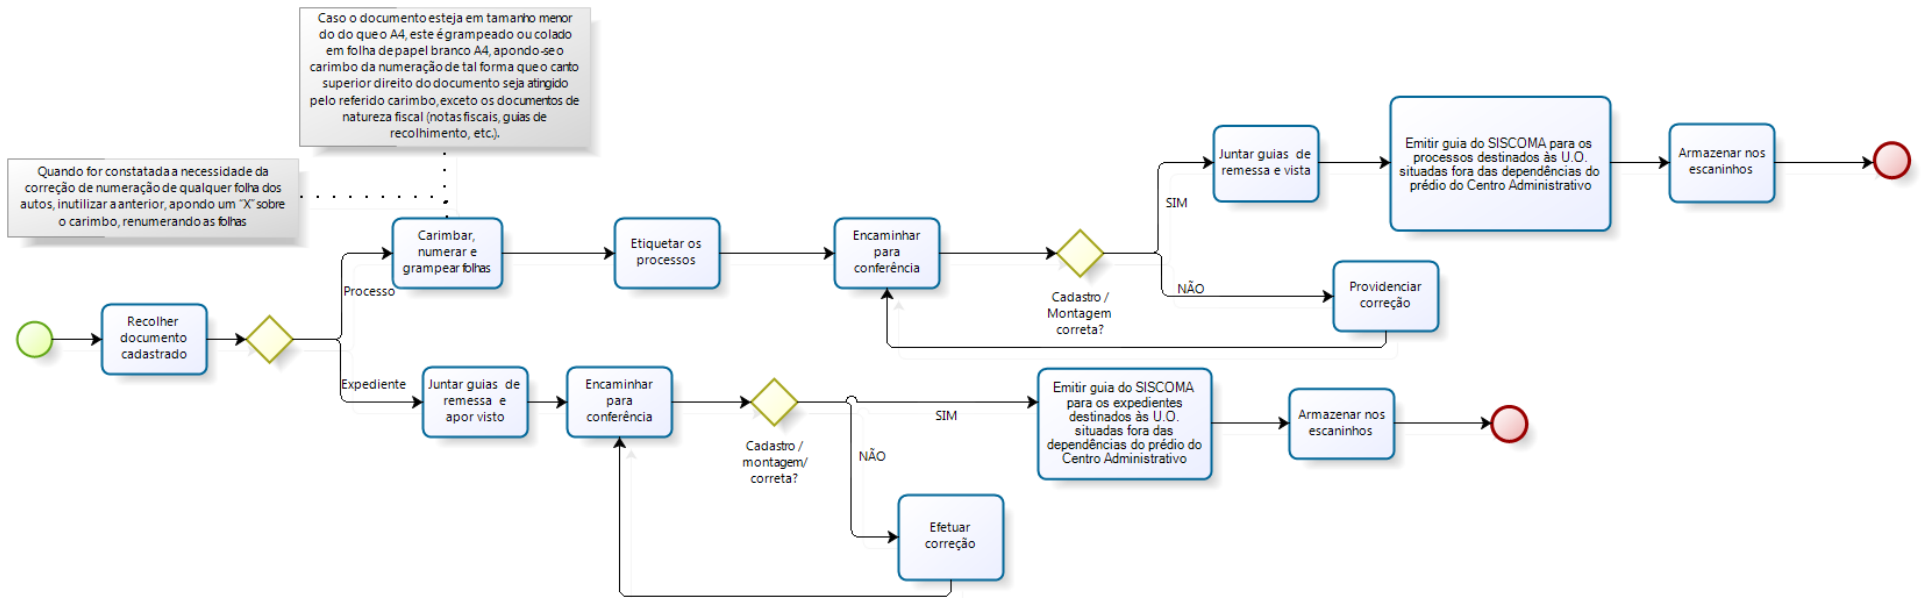 Caso o documento esteja em tamanho menor
do do que o A4, este é grampeado ou colado
em folha de papel branco A4, apondo-se o
carimbo da numeração de tal forma que o canto
superior direito do documento seja atingido
pelo referido carimbo, exceto os documentos de
natureza fiscal (notas fiscais, guias de
recolhimento, etc.).
Quando for constatada a necessidade da
correção de numeração de qualquer folha dos
autos, inutilizar a anterior, apondo um "X" sobre
o carimbo, renumerando as folhas
Recolher
documento
cadastrado
Processo
Carimbar,
numerar e
grampear folhas
Etiquetar os
processos
Encaminhar
para
conferência
Cadastro /
Montagem
correta?
SIM
Juntar guias de
remessa e vista
Emitir guia do SISCOMA para os
processos destinados às U.O.
situadas fora das dependências do
prédio do Centro Administrativo
Armazenar nos
escaninhos
NÃO
Providenciar
correção
Expediente
Juntar guias de
remessa e
apor visto
Encaminhar
para
conferência
Cadastro /
montagem/
correta?
SIM
Emitir guia do SISCOMA
para os expedientes
destinados às U.O.
situadas fora das
dependências do prédio do
Centro Administrativo
Armazenar nos
escaninhos
NÃO
Efetuar
correção